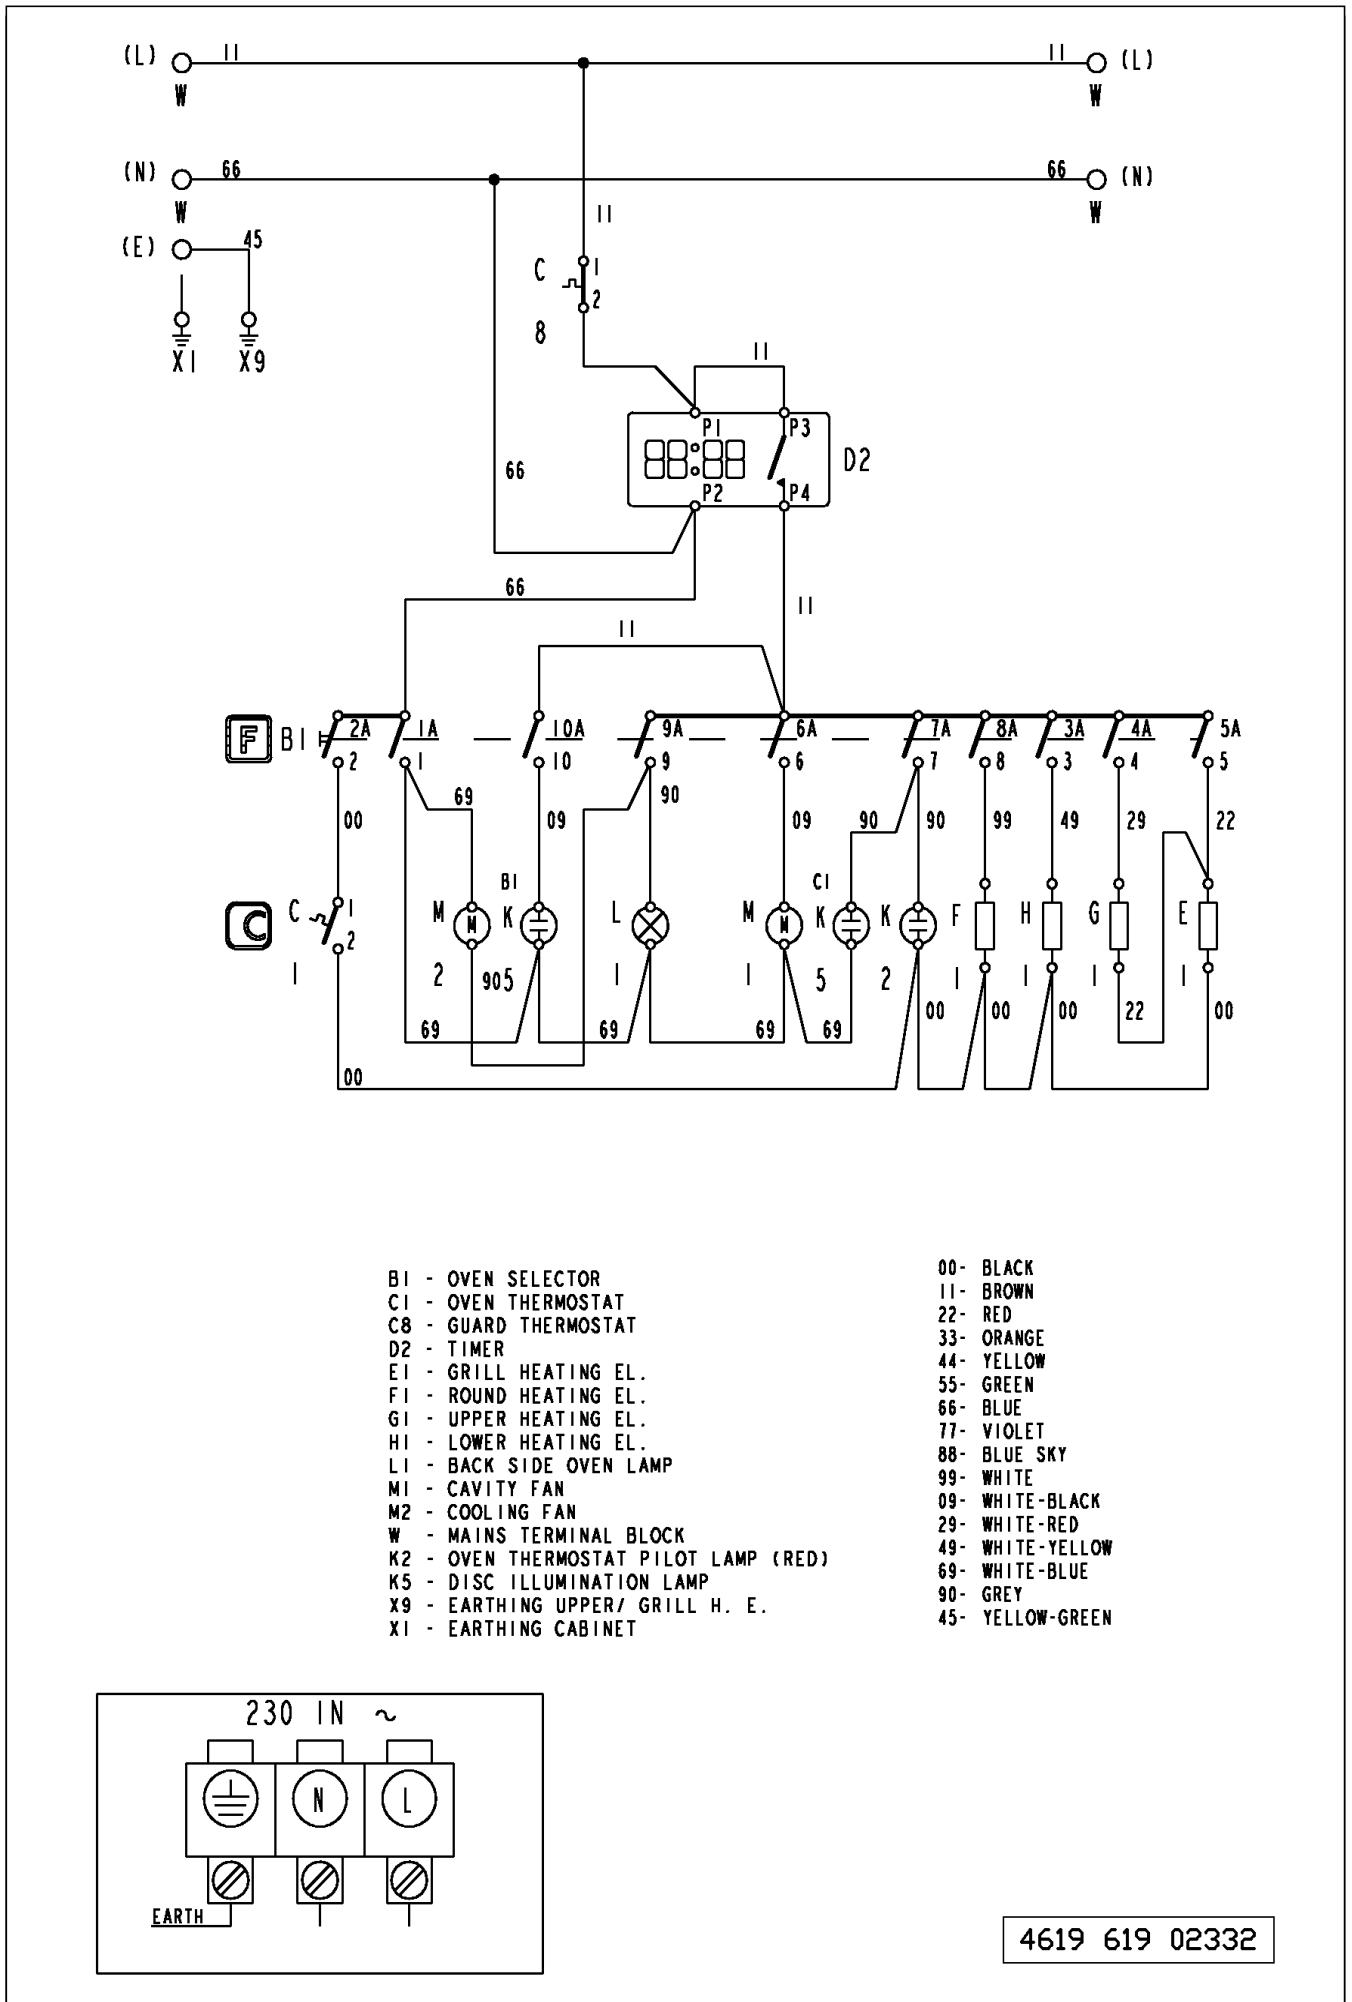 (L) 11 11 (L)
W W
(N) 66 66 (N)
W W
(E) 45
11
C 1
2
8
X1 X9
11
P1 P3
D2
P2 P4
66
66
11
11
F B1 2A 1A 10A 9A 6A 7A 8A 3A 4A 5A
2 1 10 9 6 7 8 3 4 5
69 90
00 09 09 90 90 99 49 29 22
B1 C1
C C 1 M M K L M M K K F H G E
2
1 2 905 1 1 5 2 1 1 1 1
00 00 00 22 00
69 69 69 69
00
B1 - OVEN SELECTOR
C1 - OVEN THERMOSTAT
C8 - GUARD THERMOSTAT
D2 - TIMER
E1 - GRILL HEATING EL.
F1 - ROUND HEATING EL.
G1 - UPPER HEATING EL.
H1 - LOWER HEATING EL.
L1 - BACK SIDE OVEN LAMP
M1 - CAVITY FAN
M2 - COOLING FAN
W - MAINS TERMINAL BLOCK
K2 - OVEN THERMOSTAT PILOT LAMP (RED)
K5 - DISC ILLUMINATION LAMP
X9 - EARTHING UPPER/ GRILL H. E.
X1 - EARTHING CABINET
00- BLACK
11- BROWN
22- RED
33- ORANGE
44- YELLOW
55- GREEN
66- BLUE
77- VIOLET
88- BLUE SKY
99- WHITE
09- WHITE-BLACK
29- WHITE-RED
49- WHITE-YELLOW
69- WHITE-BLUE
90- GREY
45- YELLOW-GREEN
230 IN ~
N L
EARTH
4619 619 02332